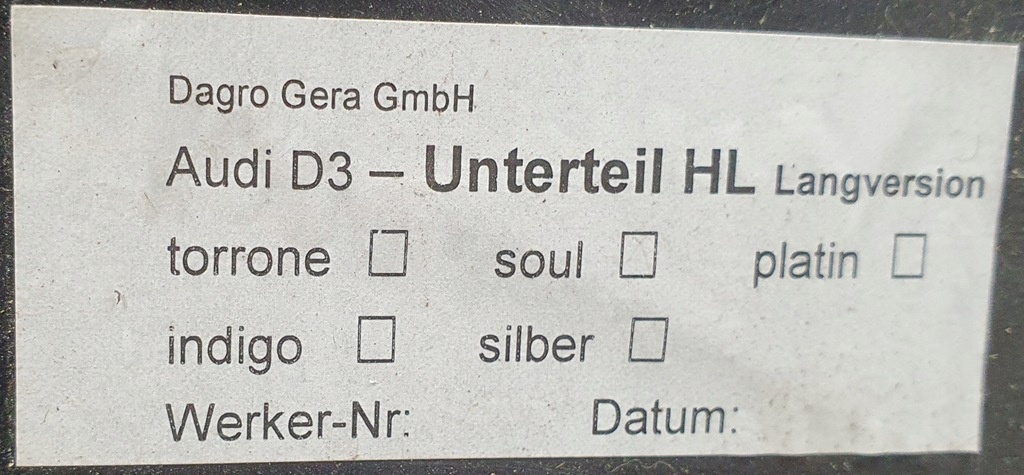 Dagro Gera GmbH
Audi D3 – Unterteil HL Langversion
torrone ☐ soul ☐ platin ☐
indigo ☐ silber ☐
Werker-Nr: Datum: